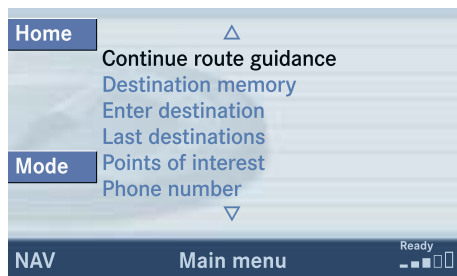 Home
Continue route guidance
Destination memory
Enter destination
Last destinations
Mode
Points of interest
Phone number
Ready
NAV
Main menu